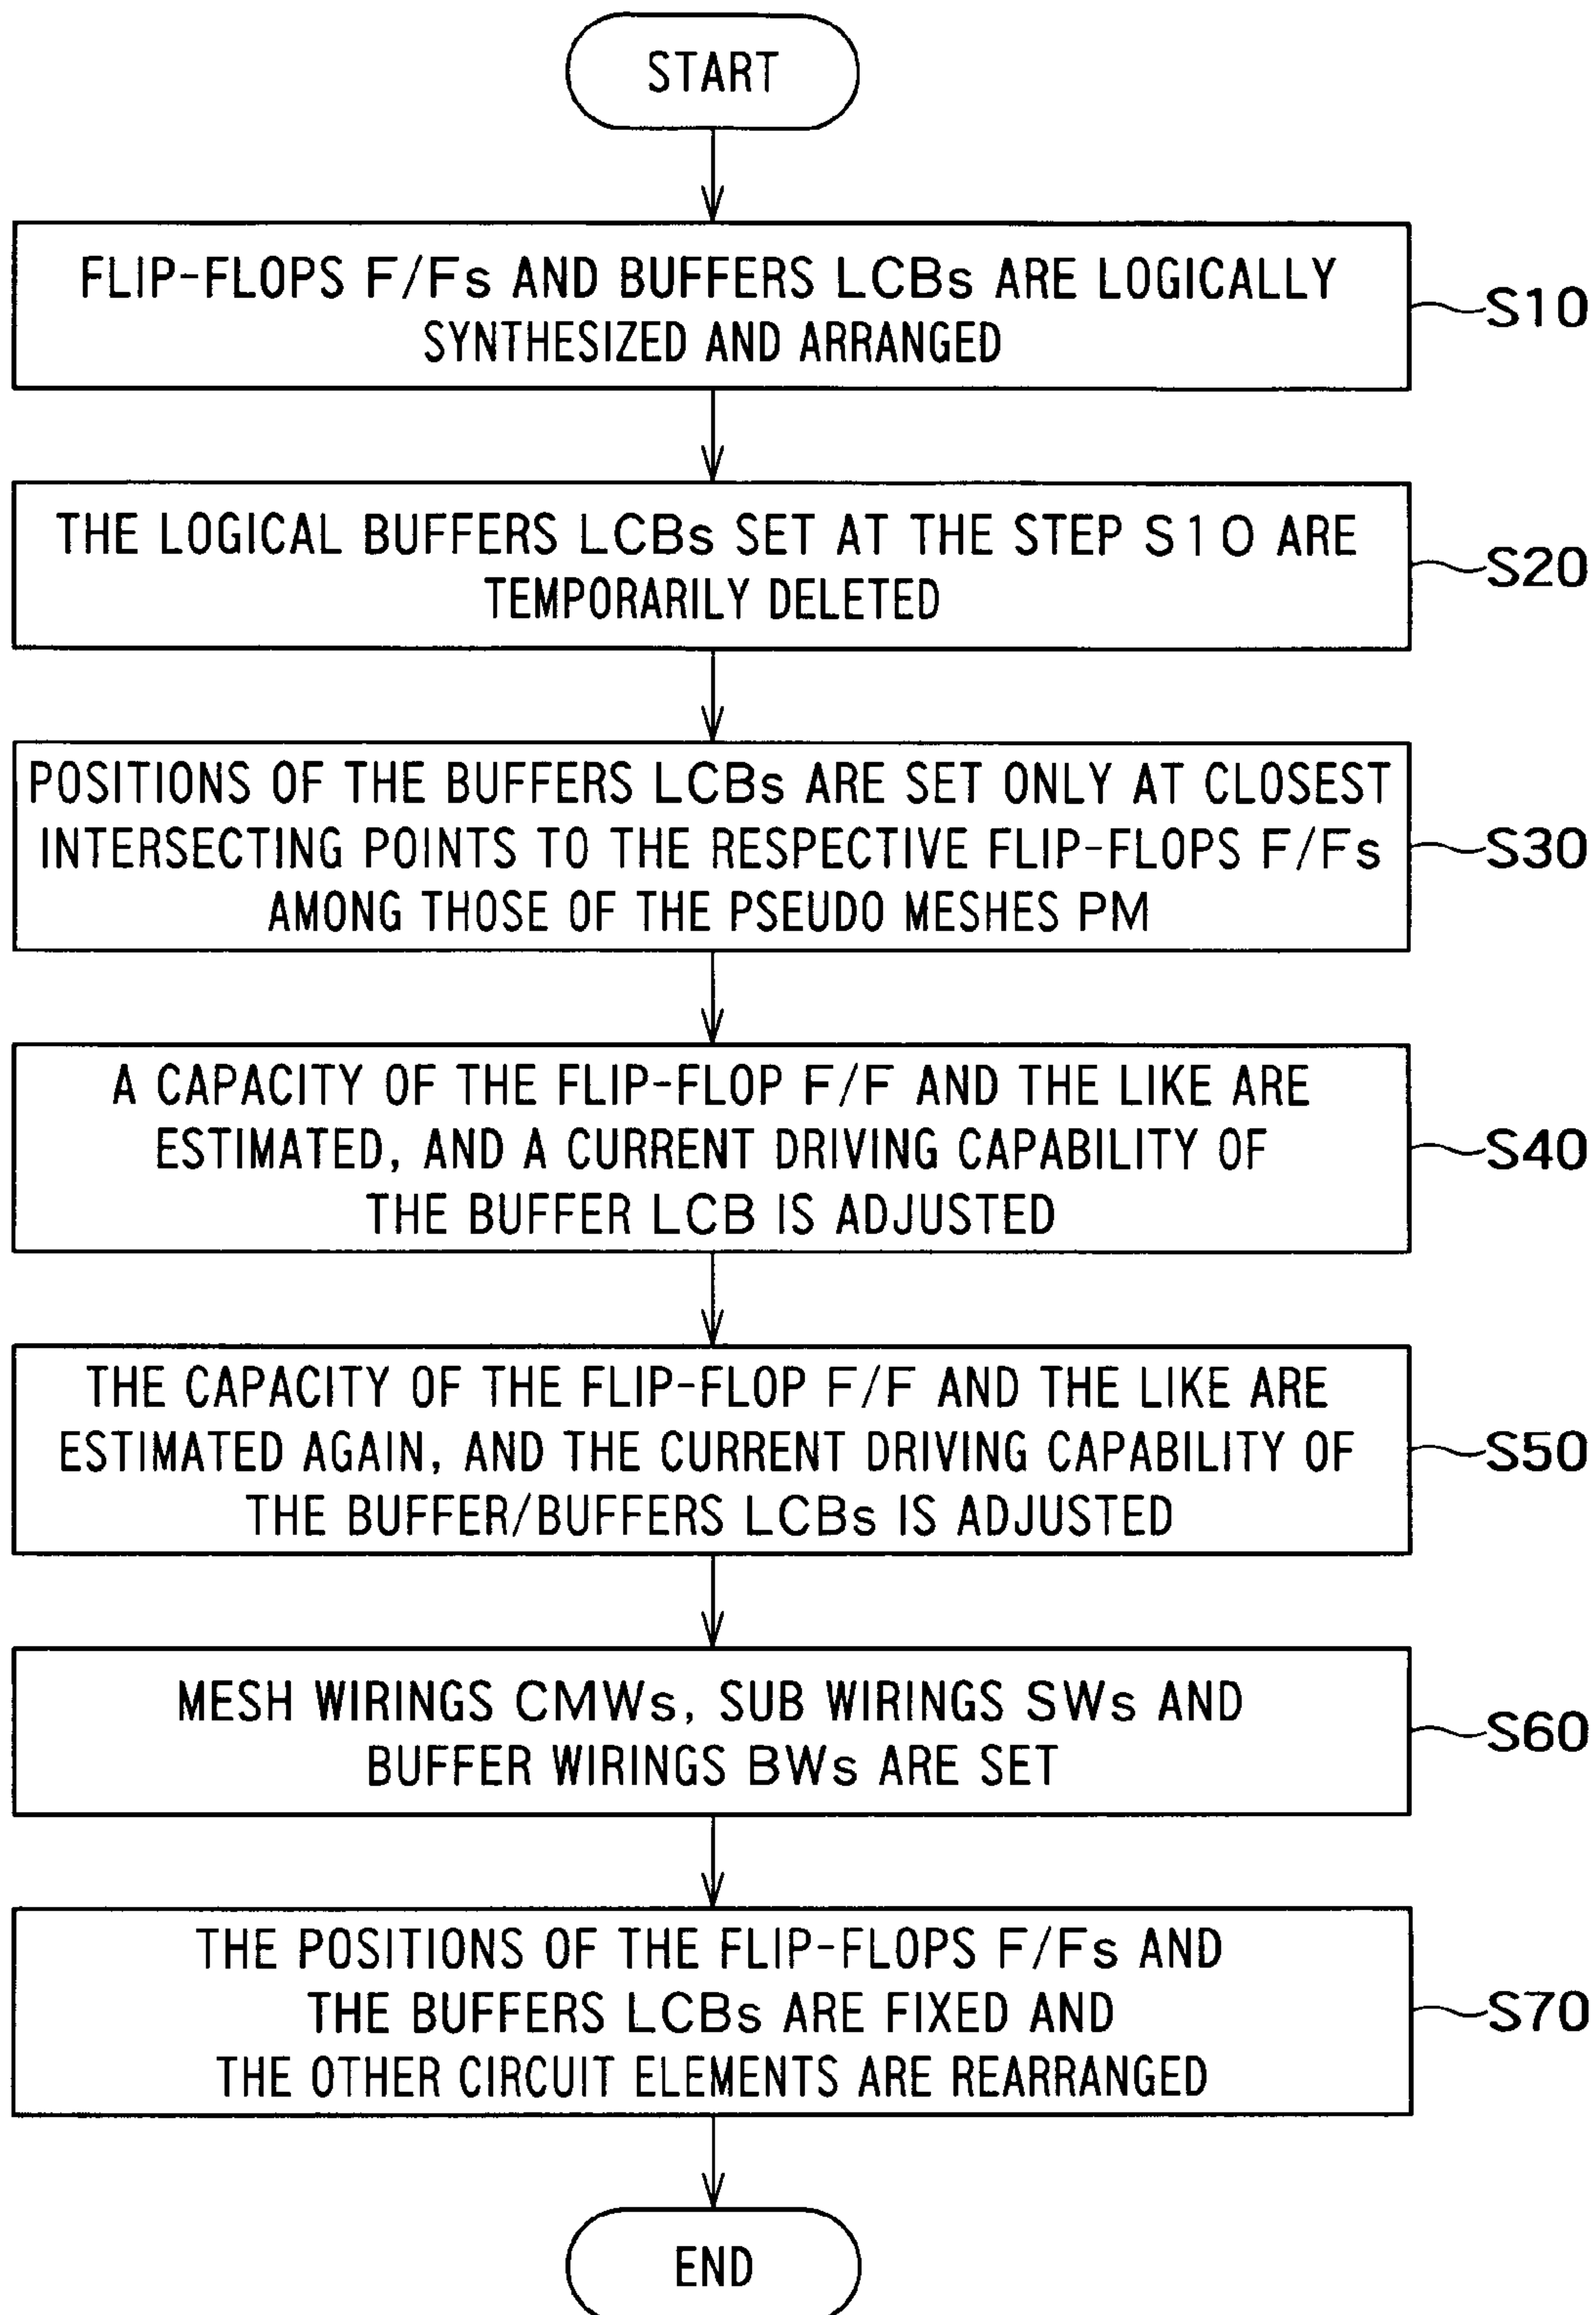 START
FLIP-FLOPS F/Fs AND BUFFERS LCBs ARE LOGICALLY
SYNTHESIZED AND ARRANGED
S10
THE LOGICAL BUFFERS LCBs SET AT THE STEP S10 ARE
TEMPORARILY DELETED
S20
POSITIONS OF THE BUFFERS LCBs ARE SET ONLY AT CLOSEST
INTERSECTING POINTS TO THE RESPECTIVE FLIP-FLOPS F/Fs
AMONG THOSE OF THE PSEUDO MESHES PM
S30
A CAPACITY OF THE FLIP-FLOP F/F AND THE LIKE ARE
ESTIMATED, AND A CURRENT DRIVING CAPABILITY OF
THE BUFFER LCB IS ADJUSTED
S40
THE CAPACITY OF THE FLIP-FLOP F/F AND THE LIKE ARE
ESTIMATED AGAIN, AND THE CURRENT DRIVING CAPABILITY OF
THE BUFFER/BUFFERS LCBs IS ADJUSTED
S50
MESH WIRINGS CMWs, SUB WIRINGS SWs AND
BUFFER WIRINGS BWs ARE SET
S60
THE POSITIONS OF THE FLIP-FLOPS F/Fs AND
THE BUFFERS LCBs ARE FIXED AND
THE OTHER CIRCUIT ELEMENTS ARE REARRANGED
S70
END